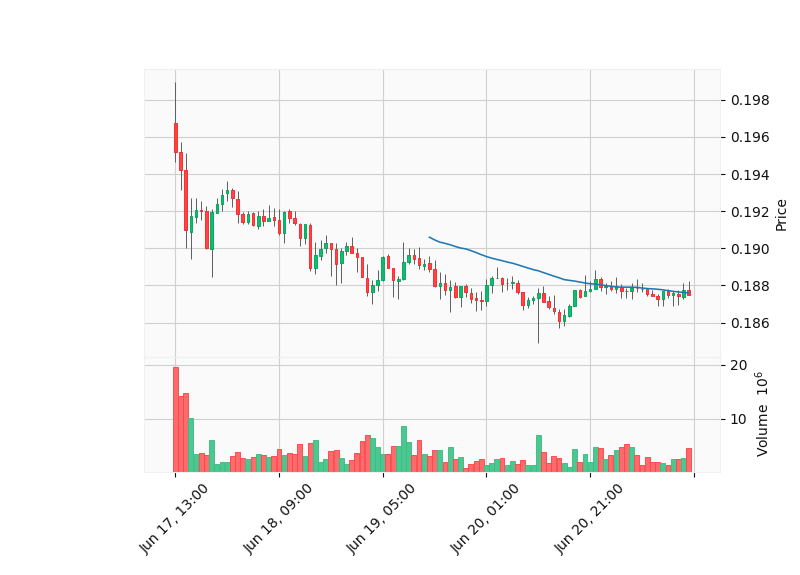 0.198
0.196
0.194
0.192
0.190
0.188
0.186
Price
20
10
Volume 10^6
Jun 17, 13:00
Jun 18, 09:00
Jun 19, 05:00
Jun 20, 01:00
Jun 20, 21:00